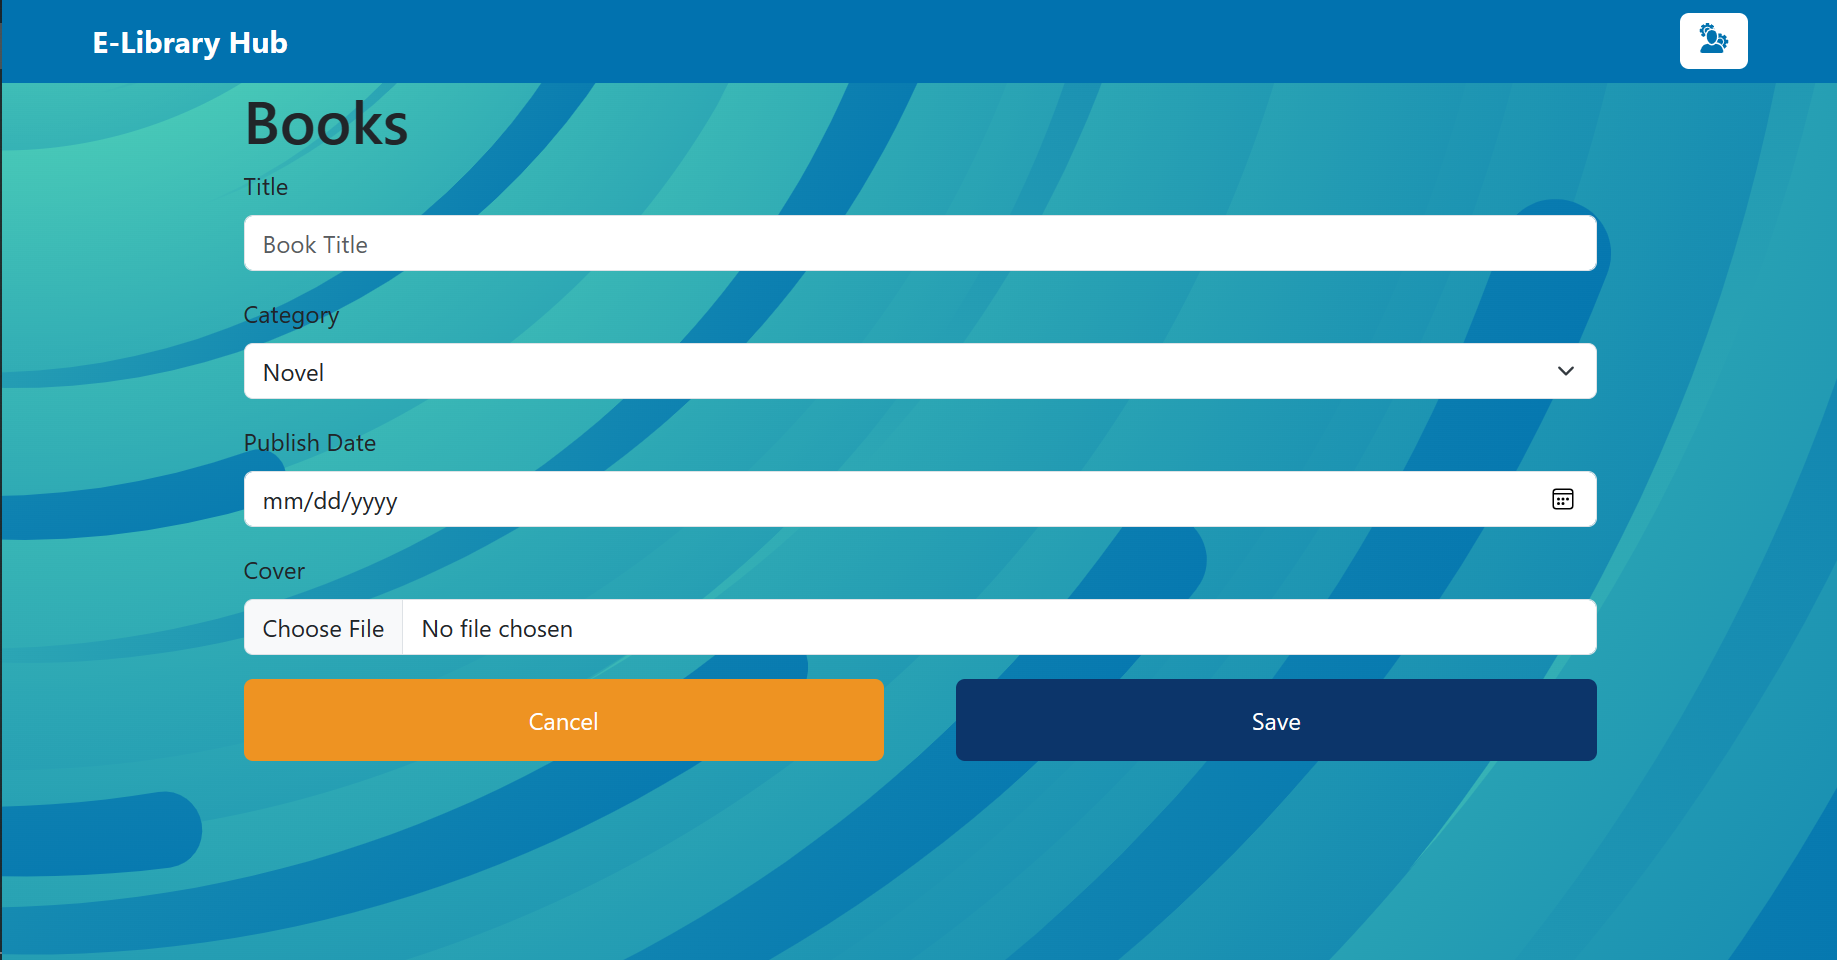 E-Library Hub
Books
Title
Book Title
Category
Novel
Publish Date
mm/dd/yyyy
Cover
Choose File No file chosen
Cancel Save